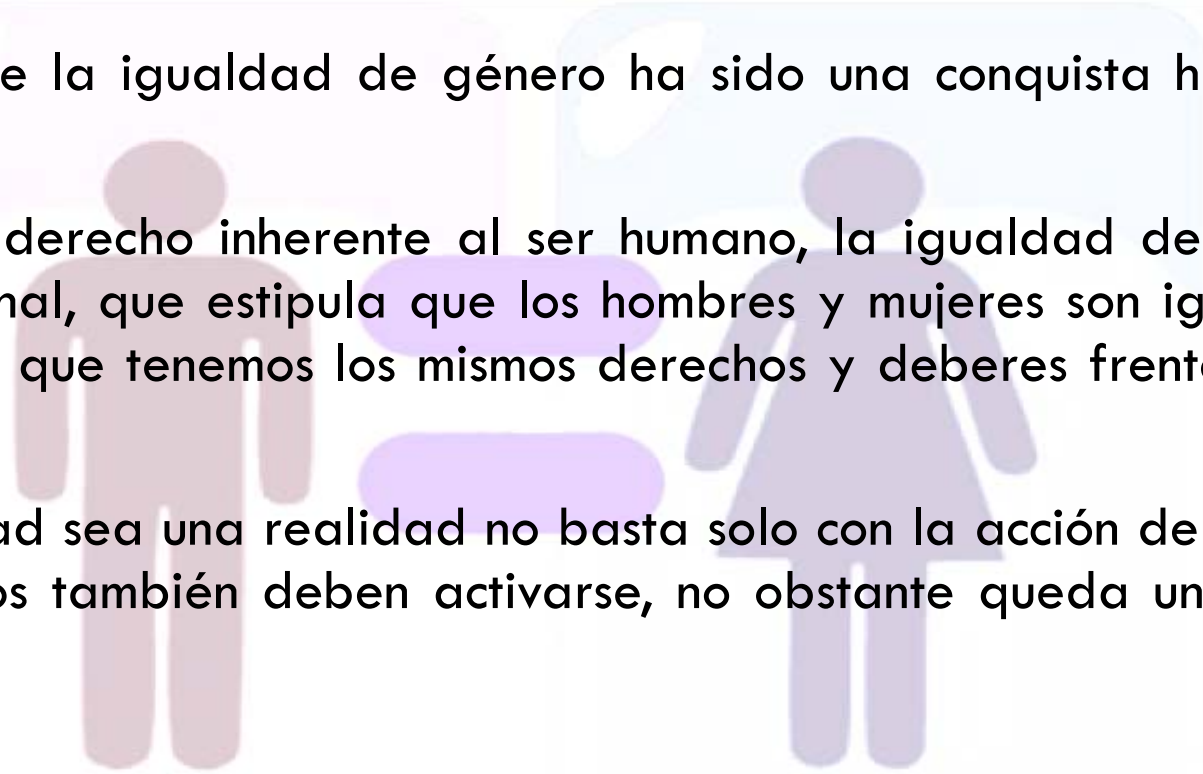 e la igualdad de género ha sido una conquista h
derecho inherente al ser humano, la igualdad de
nal, que estipula que los hombres y mujeres son ig
que tenemos los mismos derechos y deberes frente
ad sea una realidad no basta solo con la acción de
os también deben activarse, no obstante queda un